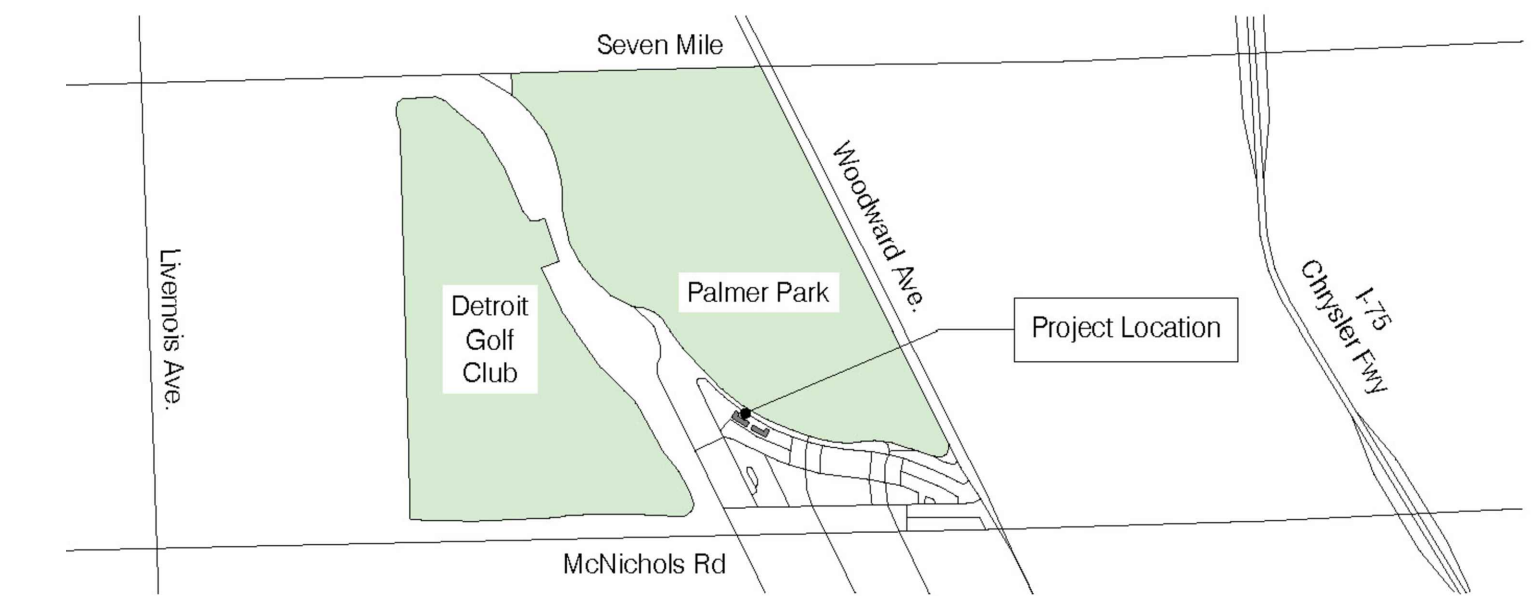 Seven Mile
Woodward Ave.
Livernois Ave.
I-75
Chrysler Fwy
Palmer Park
Detroit
Golf
Club
Project Location
McNichols Rd